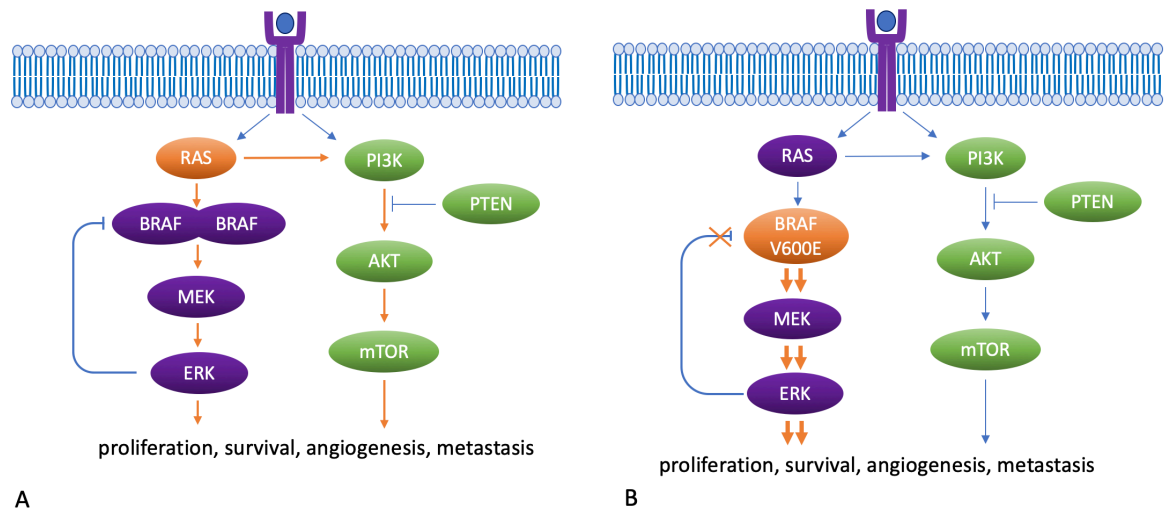 RAS
PI3K
PTEN
BRAF BRAF
AKT
MEK
mTOR
ERK
proliferation, survival, angiogenesis, metastasis
A
RAS
PI3K
PTEN
BRAF
V600E
AKT
MEK
mTOR
ERK
proliferation, survival, angiogenesis, metastasis
B